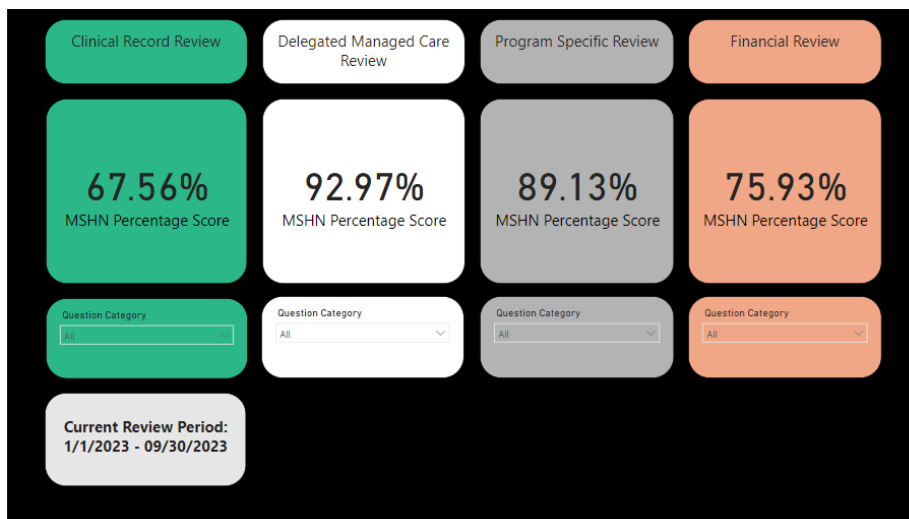 Clinical Record Review
Delegated Managed Care
Review
Program Specific Review
Financial Review
67.56%
MSHN Percentage Score
92.97%
MSHN Percentage Score
89.13%
MSHN Percentage Score
75.93%
MSHN Percentage Score
Question Category
All
Question Category
All
Question Category
All
Question Category
All
Current Review Period:
1/1/2023 - 09/30/2023